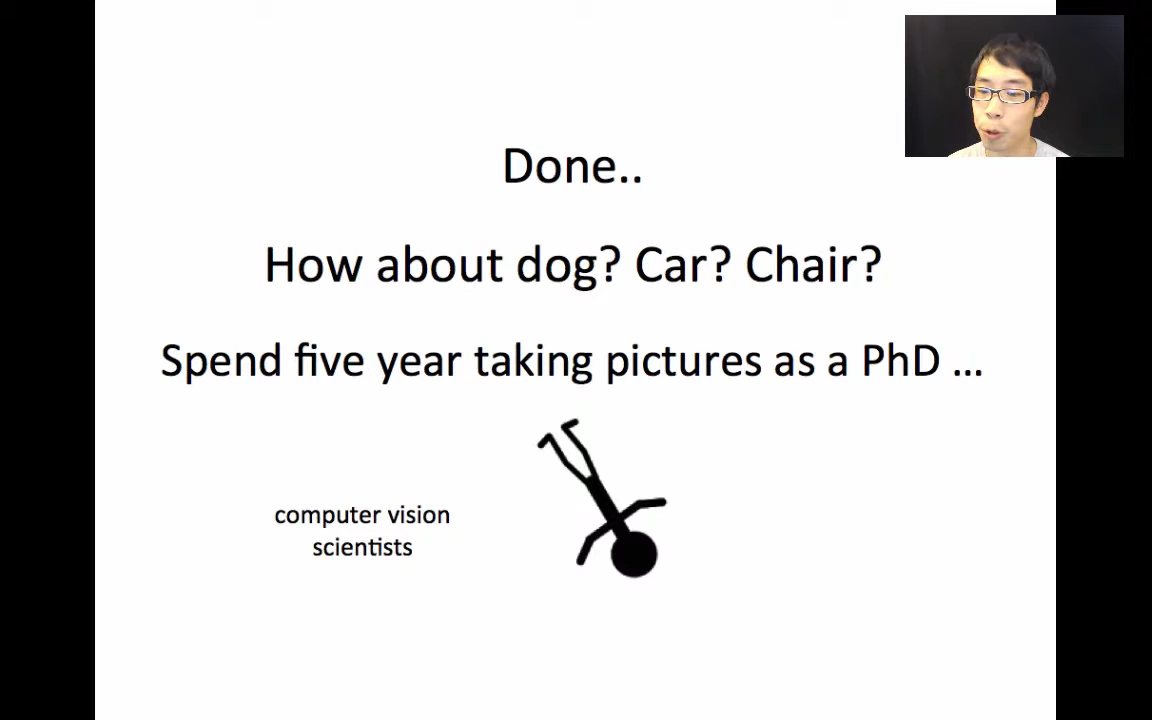 Done..
How about dog? Car? Chair?
Spend five year taking pictures as a PhD ...
computer vision
scientists